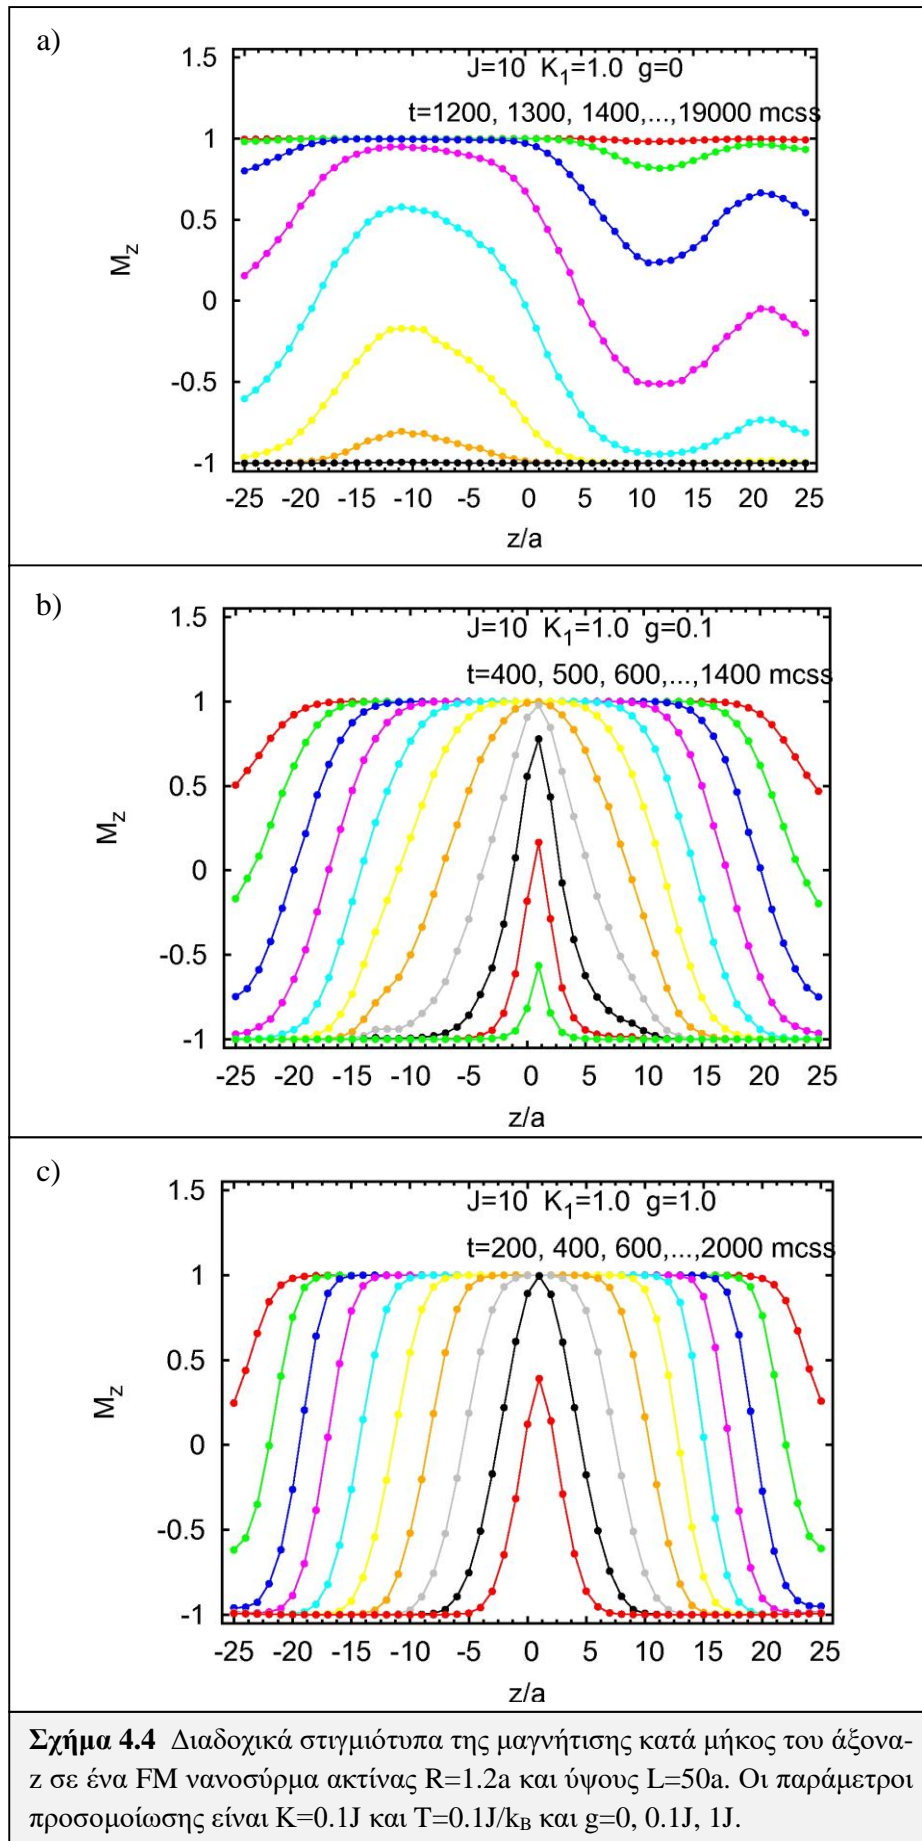 a)
J=10 K₁=1.0 g=0
t=1200, 1300, 1400,...,19000 mcss
1.5
1
0.5
0
-0.5
-1
M_z
-25 -20 -15 -10 -5 0 5 10 15 20 25
z/a
b)
J=10 K₁=1.0 g=0.1
t=400, 500, 600,...,1400 mcss
1.5
1
0.5
0
-0.5
-1
M_z
-25 -20 -15 -10 -5 0 5 10 15 20 25
z/a
c)
J=10 K₁=1.0 g=1.0
t=200, 400, 600,...,2000 mcss
1.5
1
0.5
0
-0.5
-1
M_z
-25 -20 -15 -10 -5 0 5 10 15 20 25
z/a
Σχήμα 4.4 Διαδοχικά στιγμιότυπα της μαγνήτισης κατά μήκος του άξονα-
z σε ένα FM νανοσύρμα ακτίνας R=1.2a και ύψους L=50a. Οι παράμετροι
προσομοίωσης είναι K=0.1J και T=0.1J/k_B και g=0, 0.1J, 1J.